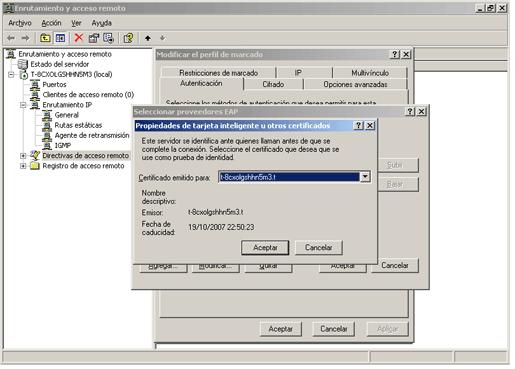 Enrutamiento y acceso remoto
Archivo Acción Ver Ayuda
Enrutamiento y acceso remoto
Estado del servidor
T-8CXOLGSHHN5M3 (local)
Puertos
Clientes de acceso remoto (0)
Enrutamiento IP
General
Rutas estáticas
Agente de retransmisión
IGMP
Directivas de acceso remoto
Registro de acceso remoto
Modificar el perfil de marcado
Restricciones de marcado IP Multivínculo
Autenticación Cifrado Opciones avanzadas
Seleccione los métodos de autenticación que desea permitir para esta
Seleccionar proveedores EAP
Propiedades de tarjeta inteligente u otros certificados
Este servidor se identifica ante quienes llaman antes de que se
complete la conexión. Seleccione el certificado que desea que se
use como prueba de identidad.
Certificado emitido para: t-8cxolgshhn5m3.t
Nombre
descriptivo:
Emisor: t-8cxolgshhn5m3.t
Fecha de
caducidad: 19/10/2007 22:50:23
Aceptar Cancelar
Subir
Bajar
Agregar... Modificar... Quitar Aceptar Cancelar
Aceptar Cancelar Aplicar